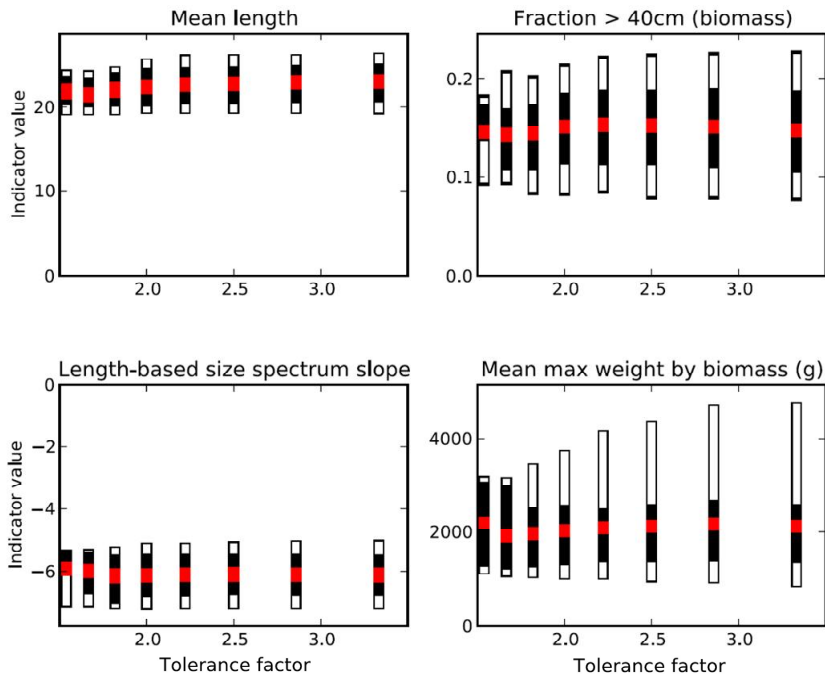 Mean length
Fraction > 40cm (biomass)
Indicator value
20
10
0
2.0 2.5 3.0
0.2
0.1
0.0
2.0 2.5 3.0
Length-based size spectrum slope
Mean max weight by biomass (g)
Indicator value
0
−2
−4
−6
2.0 2.5 3.0
Tolerance factor
4000
2000
0
2.0 2.5 3.0
Tolerance factor